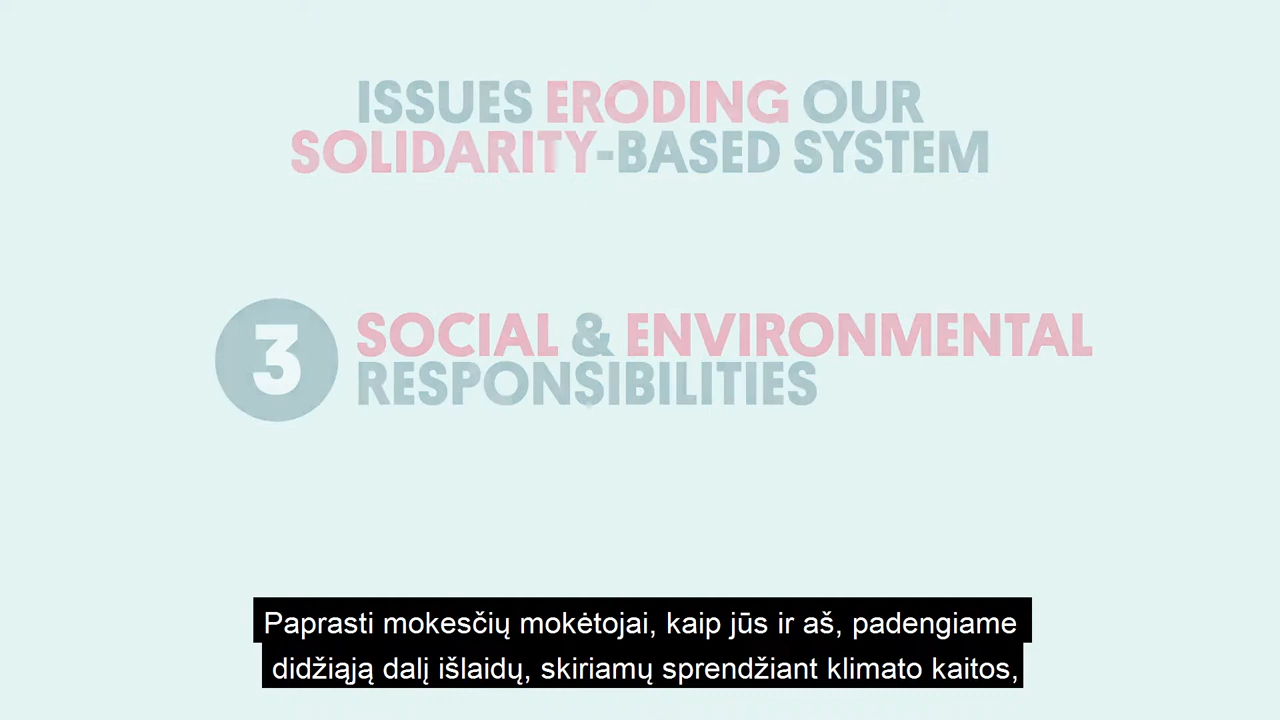 ISSUES ERODING OUR
SOLIDARITY-BASED SYSTEM
3
SOCIAL & ENVIRONMENTAL
RESPONSIBILITIES
Paprasti mokesčių mokėtojai, kaip jūs ir aš, padengiame
didžiąją dalį išlaidų, skiriamų sprendžiant klimato kaitos,